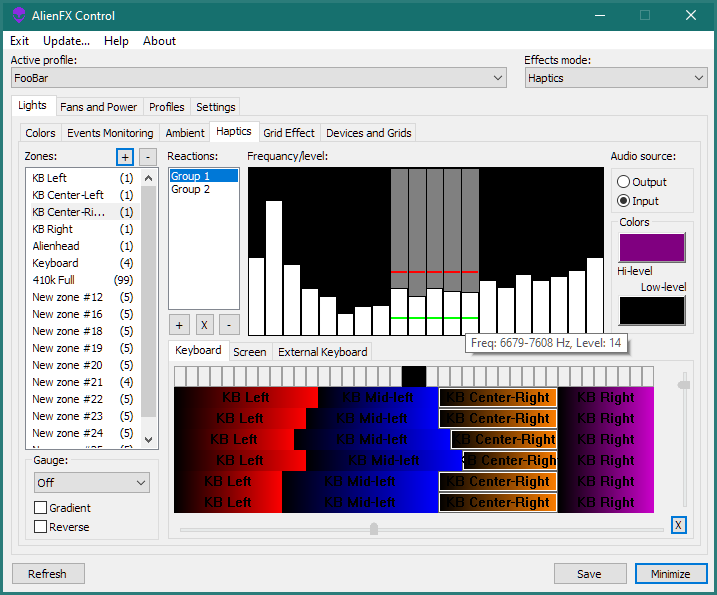 AlienFX Control
Exit Update... Help About
Active profile: Effects mode:
FooBar Haptics
Lights Fans and Power Profiles Settings
Colors Events Monitoring Ambient Haptics Grid Effect Devices and Grids
Zones: + - Reactions: Frequency/level: Audio source:
KB Left (1)
KB Center-Left (1)
KB Center-Ri... (1)
KB Right (1)
Alienhead (1)
Keyboard (4)
410k Full (99)
New zone #12 (5)
New zone #16 (5)
New zone #18 (5)
New zone #19 (5)
New zone #20 (5)
New zone #21 (4)
New zone #22 (5)
New zone #23 (5)
New zone #24 (5)
Gauge:
Off
Gradient
Reverse
Group 1
Group 2
+ X -
Output
Input
Colors
Hi-level
Low-level
Freq: 6679-7608 Hz, Level: 14
Keyboard Screen External Keyboard
KB Left KB Mid-left KB Center-Right KB Right
KB Left KB Mid-left KB Center-Right KB Right
KB Left KB Mid-left KB Center-Right KB Right
KB Left KB Mid-left KB Center-Right KB Right
KB Left KB Mid-left KB Center-Right KB Right
KB Left KB Mid-left KB Center-Right KB Right
X
Refresh Save Minimize